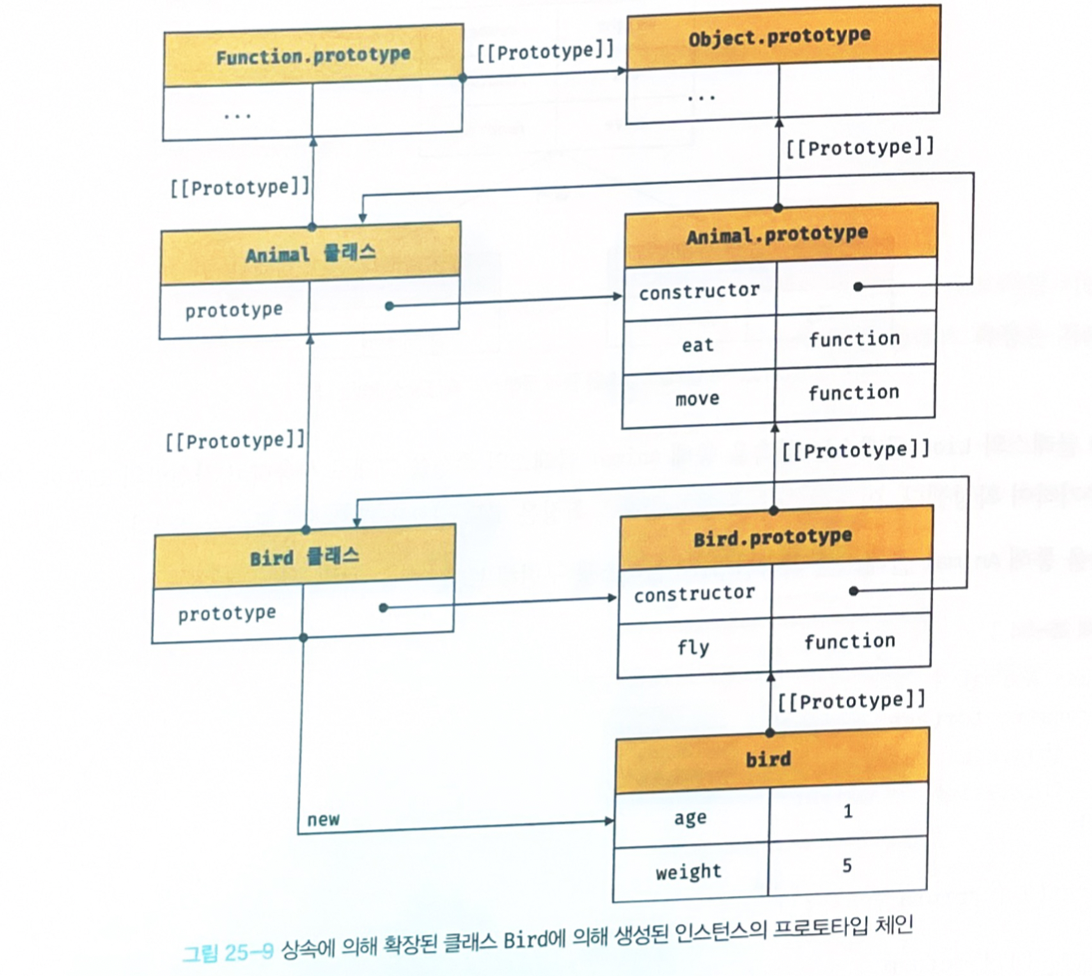 Function.prototype
[[Prototype]]
Object.prototype
...
...
[[Prototype]]
[[Prototype]]
Animal 클래스
Animal.prototype
prototype
constructor
eat
function
move
function
[[Prototype]]
[[Prototype]]
Bird 클래스
Bird.prototype
prototype
constructor
fly
function
[[Prototype]]
bird
new
age
1
weight
5
그림 25-9 상속에 의해 확장된 클래스 Bird에 의해 생성된 인스턴스의 프로토타입 체인